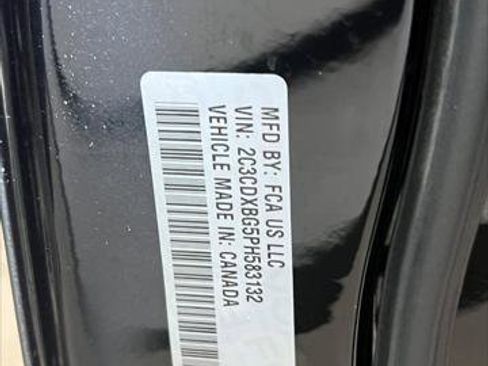 MFD BY: FCA US LLC
VIN: 2C3CDXBG5PH583132
VEHICLE MADE IN: CANADA